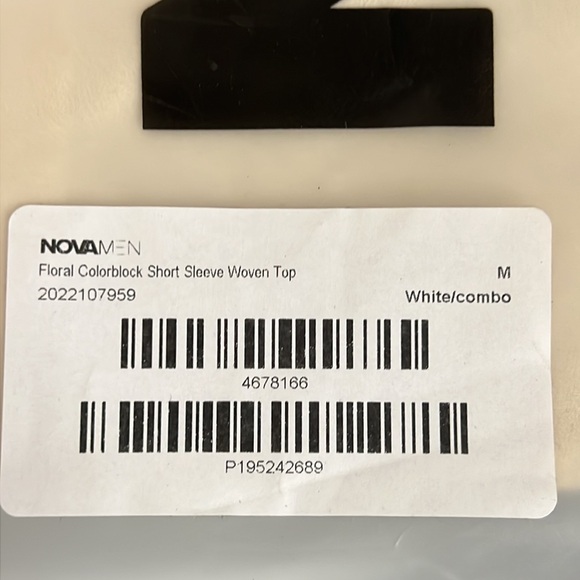 NOVAMEN
Floral Colorblock Short Sleeve Woven Top M
2022107959 White/combo
4678166
P195242689